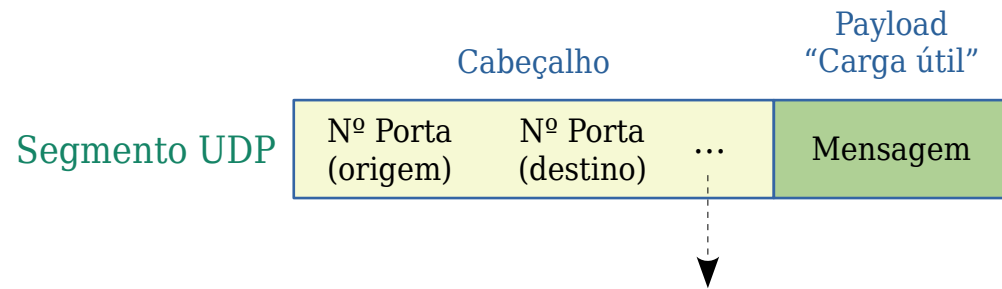 Payload
“Carga útil”
Cabeçalho
Segmento UDP
Nº Porta
(origem)
Nº Porta
(destino)
...
Mensagem